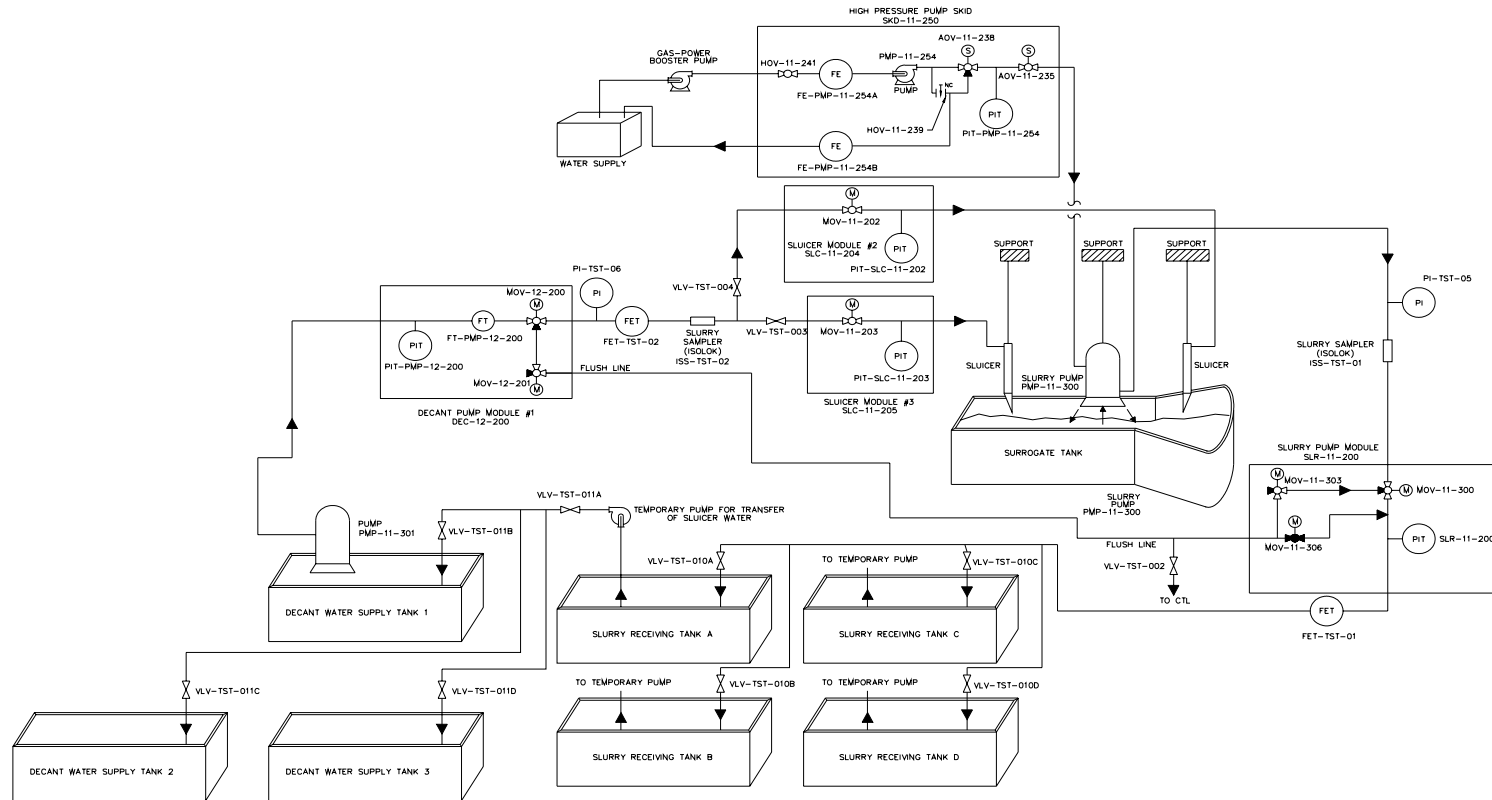 HIGH PRESSURE PUMP SKID
SKD-11-250
AOV-11-238
S
S
GAS-POWER
BOOSTER PUMP
HOV-11-241
PMP-11-254
FE
PUMP
AOV-11-235
FE-PMP-11-254A
NC
PIT
HOV-11-239
PIT-PMP-11-254
WATER SUPPLY
FE
FE-PMP-11-254B
M
MOV-11-202
SLUICER MODULE #2
SLC-11-204
PIT
PIT-SLC-11-202
SUPPORT
SUPPORT
SUPPORT
PI-TST-06
PI
VLV-TST-004
PI-TST-05
PI
MOV-12-200
M
FT
FT-PMP-12-200
PIT
PIT-PMP-12-200
FET
FET-TST-02
SLURRY
SAMPLER
(ISOLOK)
ISS-TST-02
VLV-TST-003
M
MOV-11-203
PIT
PIT-SLC-11-203
SLURRY SAMPLER
(ISOLOK)
ISS-TST-01
MOV-12-201
M
FLUSH LINE
SLUICER
SLURRY PUMP
PMP-11-300
SLUICER
DECANT PUMP MODULE #1
DEC-12-200
SLUICER MODULE #3
SLC-11-205
SURROGATE TANK
SLURRY PUMP MODULE
SLR-11-200
SLURRY
PUMP
PMP-11-300
M
MOV-11-303
M
MOV-11-300
M
MOV-11-306
PIT
SLR-11-200
FLUSH LINE
VLV-TST-002
TO CTL
FET
FET-TST-01
VLV-TST-011A
TEMPORARY PUMP FOR TRANSFER
OF SLUICER WATER
PUMP
PMP-11-301
VLV-TST-011B
VLV-TST-010A
TO TEMPORARY PUMP
VLV-TST-010C
DECANT WATER SUPPLY TANK 1
SLURRY RECEIVING TANK A
SLURRY RECEIVING TANK C
VLV-TST-011C
VLV-TST-011D
TO TEMPORARY PUMP
VLV-TST-010B
TO TEMPORARY PUMP
VLV-TST-010D
DECANT WATER SUPPLY TANK 2
DECANT WATER SUPPLY TANK 3
SLURRY RECEIVING TANK B
SLURRY RECEIVING TANK D